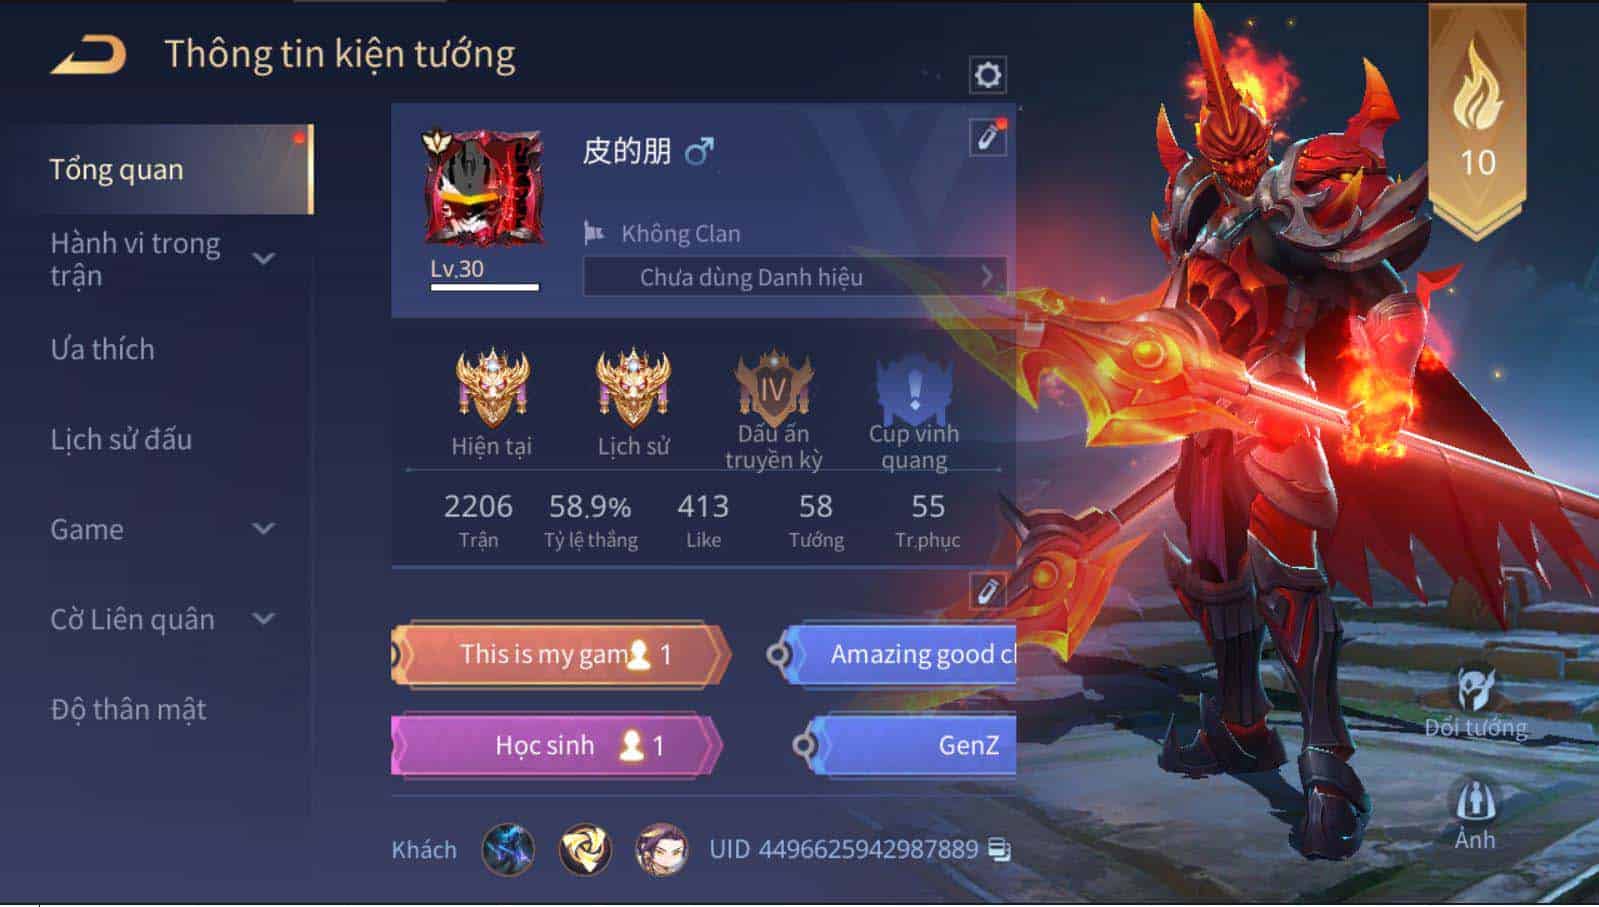 Thông tin kiện tướng
10
Tổng quan
Hành vi trong
trận
Ưa thích
Lịch sử đấu
Game
Cờ Liên quân
Độ thân mật
皮的朋
Không Clan
Lv.30
Chưa dùng Danh hiệu
IV
Hiện tại
Lịch sử
Dấu ấn
truyền kỳ
Cúp vinh
quang
2206 58.9% 413 58 55
Trận Tỷ lệ thắng Like Tướng Tr.phục
This is my gam 1
Amazing good cl
Học sinh 1
GenZ
Đổi tướng
Ảnh
Khách
UID 4496625942987889